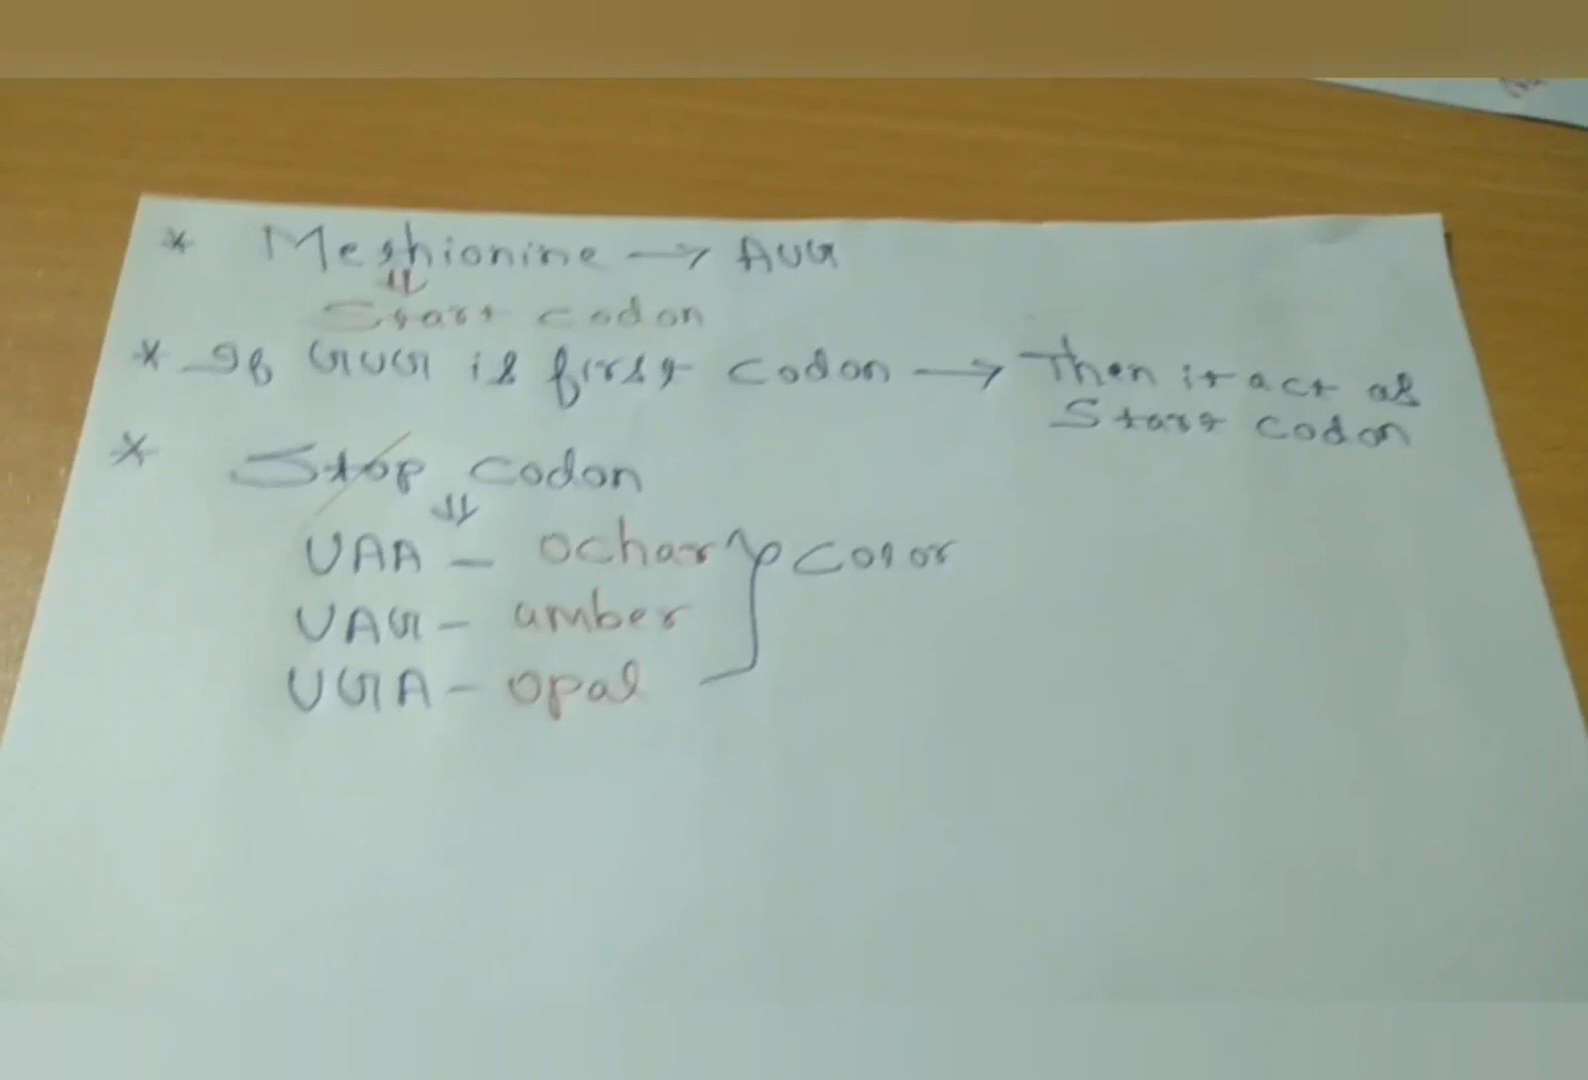 * Methionine → AUG
⇓
Start codon
* If GUG is first codon → Then it act as
Start codon
* Stop codon
⇓
UAA - ochar
UAG - amber
UGA - opal
} color